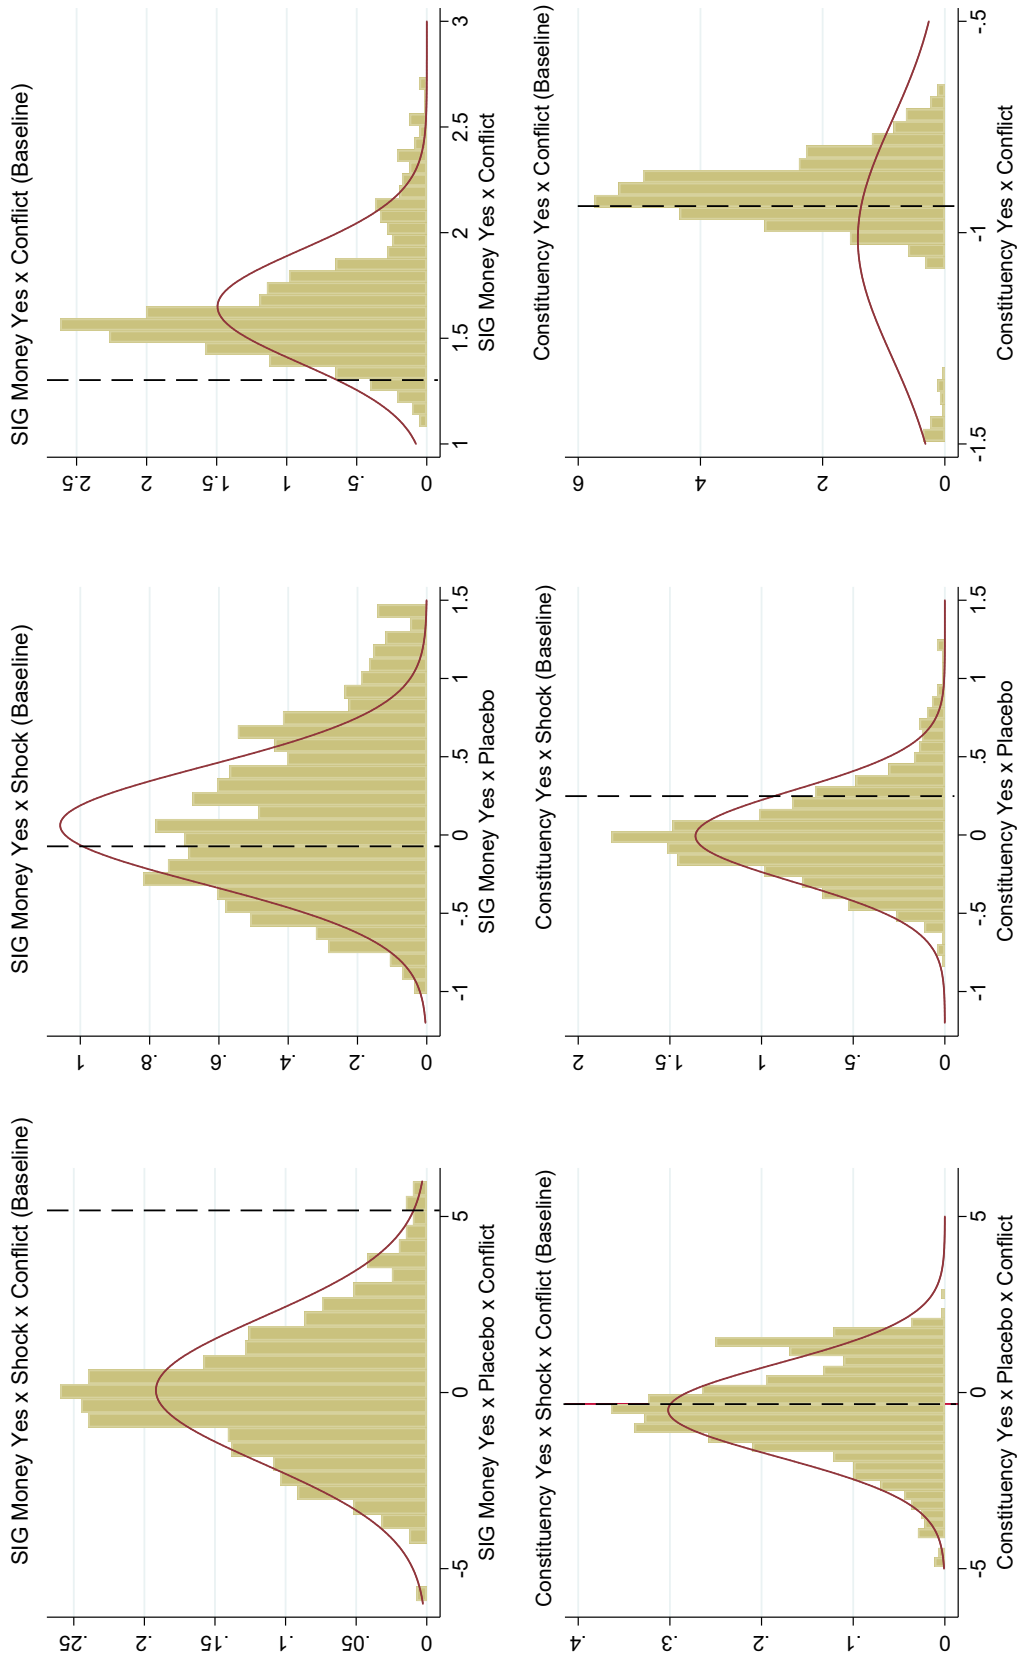 SIG Money Yes x Shock x Conflict (Baseline)
.25
.2
.15
.1
.05
0
-5 0 5
SIG Money Yes x Placebo x Conflict
SIG Money Yes x Shock (Baseline)
1
.8
.6
.4
.2
0
-1 -.5 0 .5 1 1.5
SIG Money Yes x Placebo
SIG Money Yes x Conflict (Baseline)
2.5
2
1.5
1
.5
0
1 1.5 2 2.5 3
SIG Money Yes x Conflict
Constituency Yes x Shock x Conflict (Baseline)
.4
.3
.2
.1
0
-5 0 5
Constituency Yes x Placebo x Conflict
Constituency Yes x Shock (Baseline)
2
1.5
1
.5
0
-1 -.5 0 .5 1 1.5
Constituency Yes x Placebo
Constituency Yes x Conflict (Baseline)
6
4
2
0
-1.5 -1 -.5
Constituency Yes x Conflict